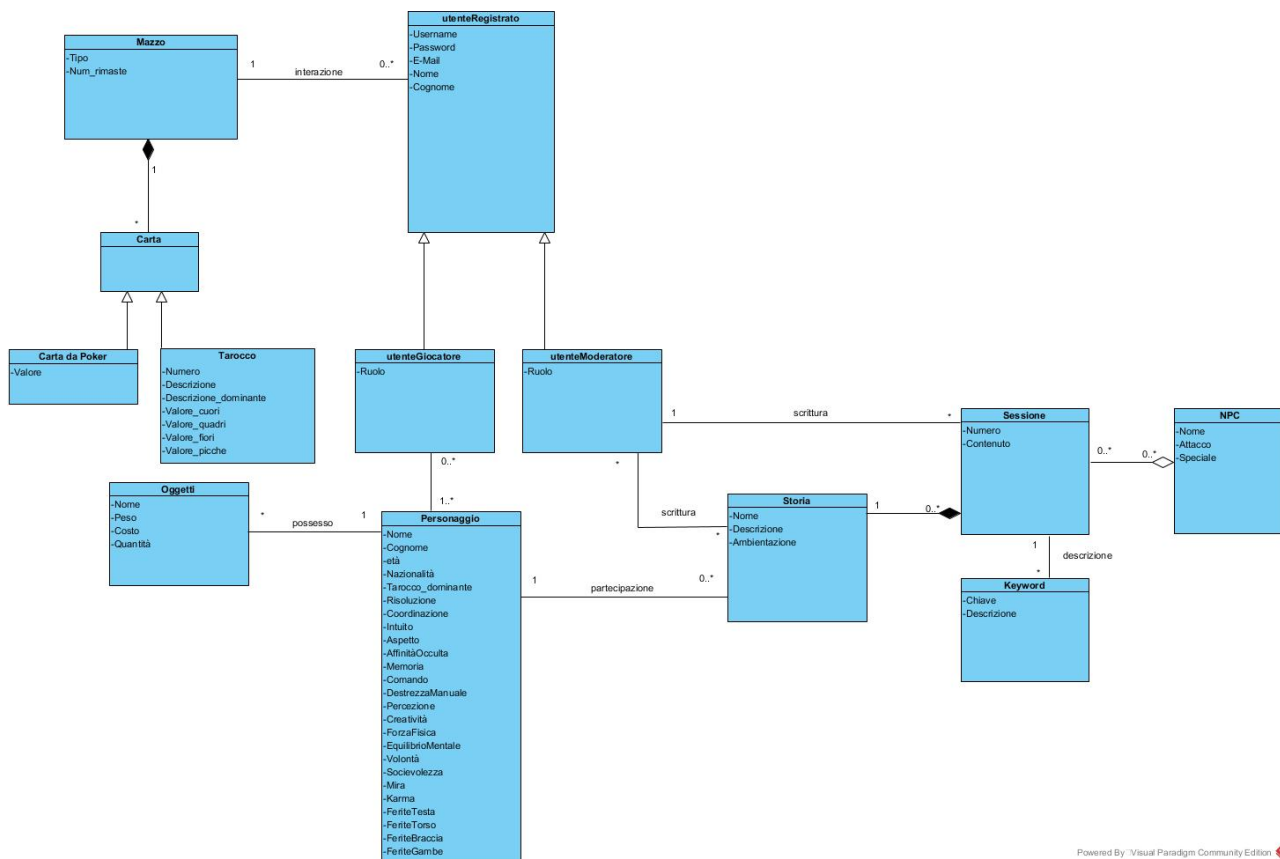 utenteRegistrato
-Username
-Password
-E-Mail
-Nome
-Cognome
Mazzo
-Tipo
-Num_rimaste
1
interazione
0..*
1
*
Carta
Carta da Poker
-Valore
Tarocco
-Numero
-Descrizione
-Descrizione_dominante
-Valore_cuori
-Valore_quadri
-Valore_fiori
-Valore_picche
utenteGiocatore
-Ruolo
utenteModeratore
-Ruolo
1
scrittura
*
Sessione
-Numero
-Contenuto
0..*
0..*
NPC
-Nome
-Attacco
-Speciale
0..*
1..*
*
scrittura
*
Storia
-Nome
-Descrizione
-Ambientazione
1
0..*
1
descrizione
*
Keyword
-Chiave
-Descrizione
Oggetti
-Nome
-Peso
-Costo
-Quantità
*
possesso
1
Personaggio
-Nome
-Cognome
-età
-Nazionalità
-Tarocco_dominante
-Risoluzione
-Coordinazione
-Intuito
-Aspetto
-AffinitàOcculta
-Memoria
-Comando
-DestrezzaManuale
-Percezione
-Creatività
-ForzaFisica
-EquilibrioMentale
-Volontà
-Socievolezza
-Mira
-Karma
-FeriteTesta
-FeriteTorso
-FeriteBraccia
-FeriteGambe
1
partecipazione
0..*
Powered By Visual Paradigm Community Edition